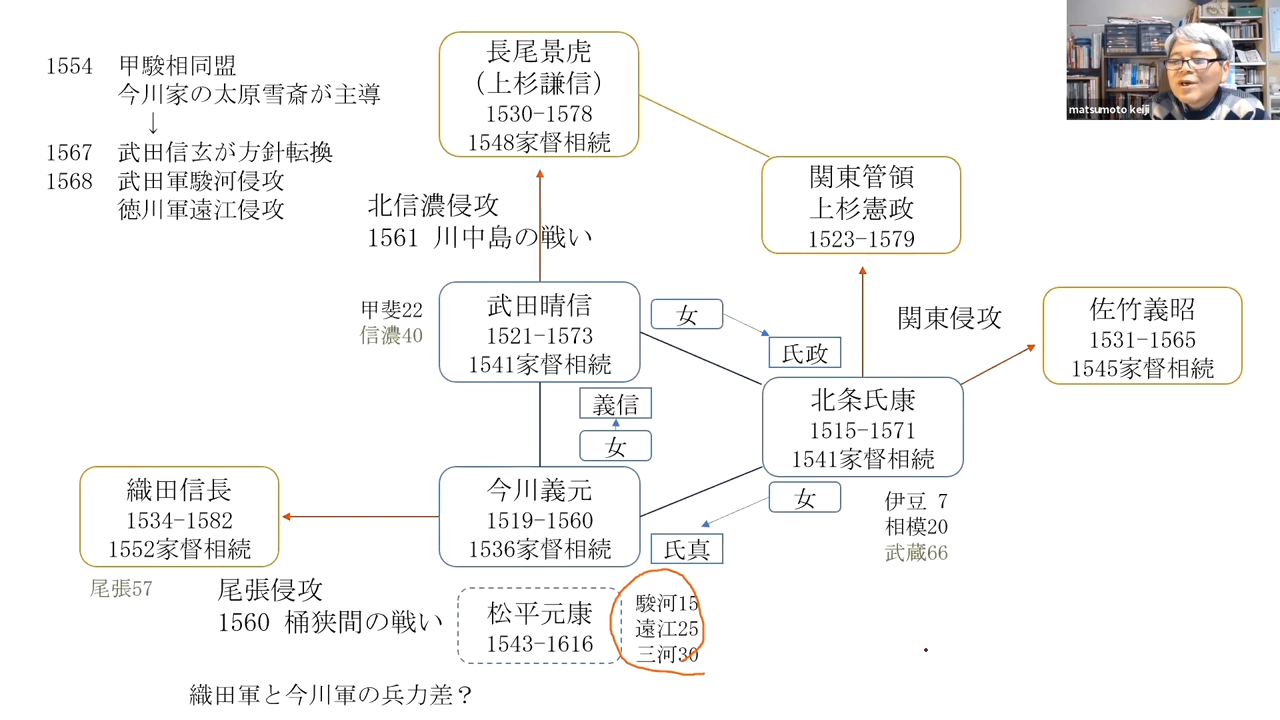 1554 甲駿相同盟
今川家の太原雪斎が主導
↓
1567 武田信玄が方針転換
1568 武田軍駿河侵攻
徳川軍遠江侵攻
長尾景虎
（上杉謙信）
1530-1578
1548家督相続
matsumoto keiji
関東管領
上杉憲政
1523-1579
北信濃侵攻
1561 川中島の戦い
甲斐22
信濃40
武田晴信
1521-1573
1541家督相続
女
氏政
関東侵攻
佐竹義昭
1531-1565
1545家督相続
義信
女
北条氏康
1515-1571
1541家督相続
織田信長
1534-1582
1552家督相続
今川義元
1519-1560
1536家督相続
女
氏真
伊豆 7
相模20
武蔵66
尾張57
尾張侵攻
1560 桶狭間の戦い
松平元康
1543-1616
駿河15
遠江25
三河30
織田軍と今川軍の兵力差？